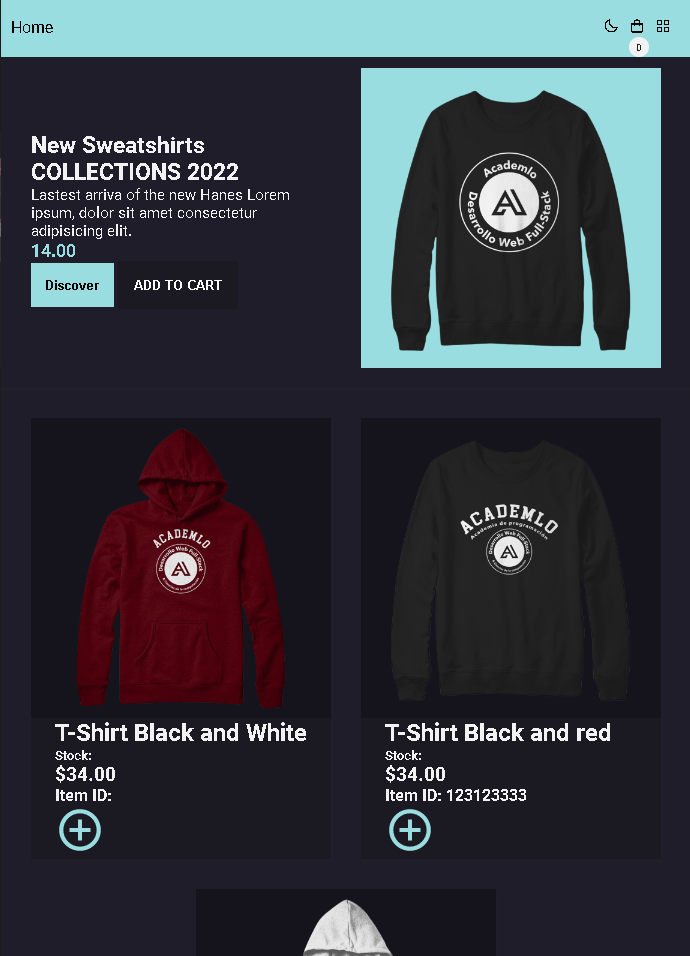 Home
0
New Sweatshirts
COLLECTIONS 2022
Lastest arriva of the new Hanes Lorem
ipsum, dolor sit amet consectetur
adipisicing elit.
14.00
Discover
ADD TO CART
Academlo
Desarrollo Web Full-Stack
ACADEMLO
Desarrollo Web Full-Stack
ACADEMLO
Academia de programación
Desarrollo Web Full-Stack
T-Shirt Black and White
Stock:
$34.00
Item ID:
T-Shirt Black and red
Stock:
$34.00
Item ID: 123123333